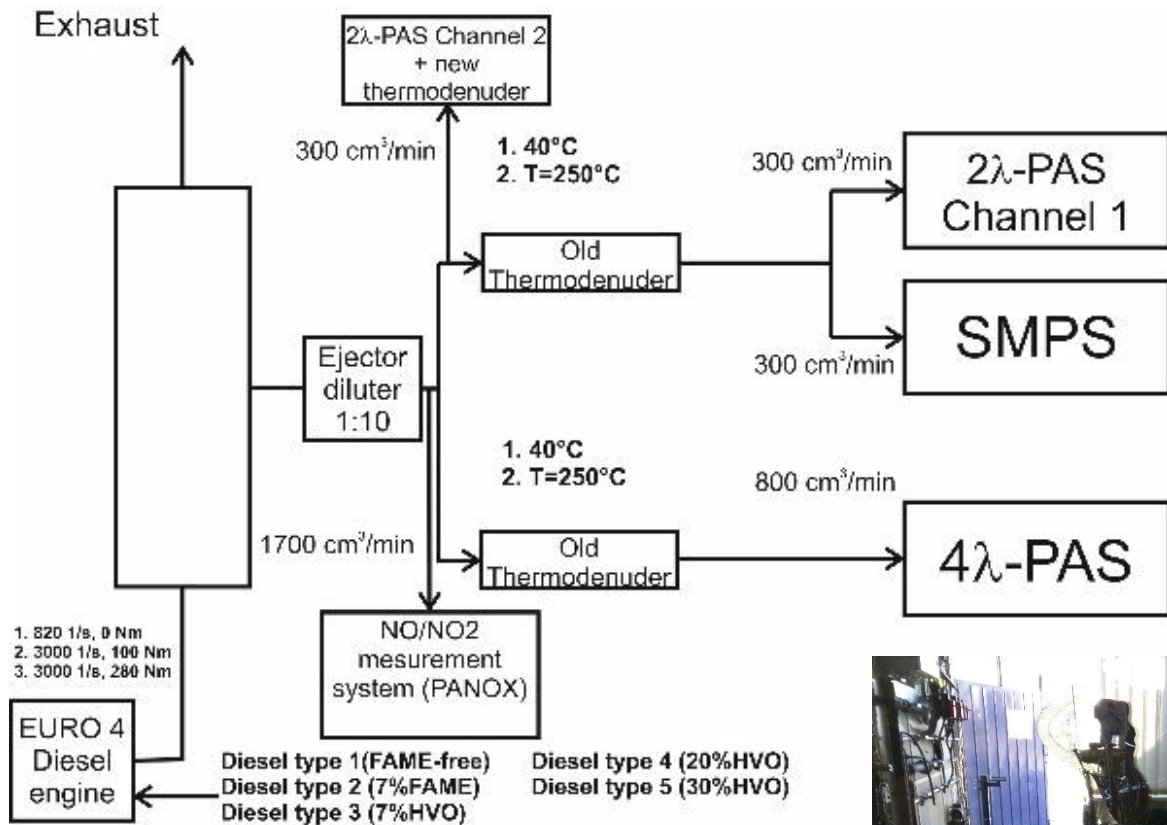 Exhaust
2λ-PAS Channel 2
+ new
thermodenuder
300 cm³/min
1. 40°C
2. T=250°C
300 cm³/min
2λ-PAS
Channel 1
Old
Thermodenuder
SMPS
300 cm³/min
Ejector
diluter
1:10
1. 40°C
2. T=250°C
800 cm³/min
1700 cm³/min
Old
Thermodenuder
4λ-PAS
1. 820 1/s, 0 Nm
2. 3000 1/s, 100 Nm
3. 3000 1/s, 280 Nm
NO/NO2
mesurement
system (PANOX)
EURO 4
Diesel
engine
Diesel type 1(FAME-free)
Diesel type 2 (7%FAME)
Diesel type 3 (7%HVO)
Diesel type 4 (20%HVO)
Diesel type 5 (30%HVO)